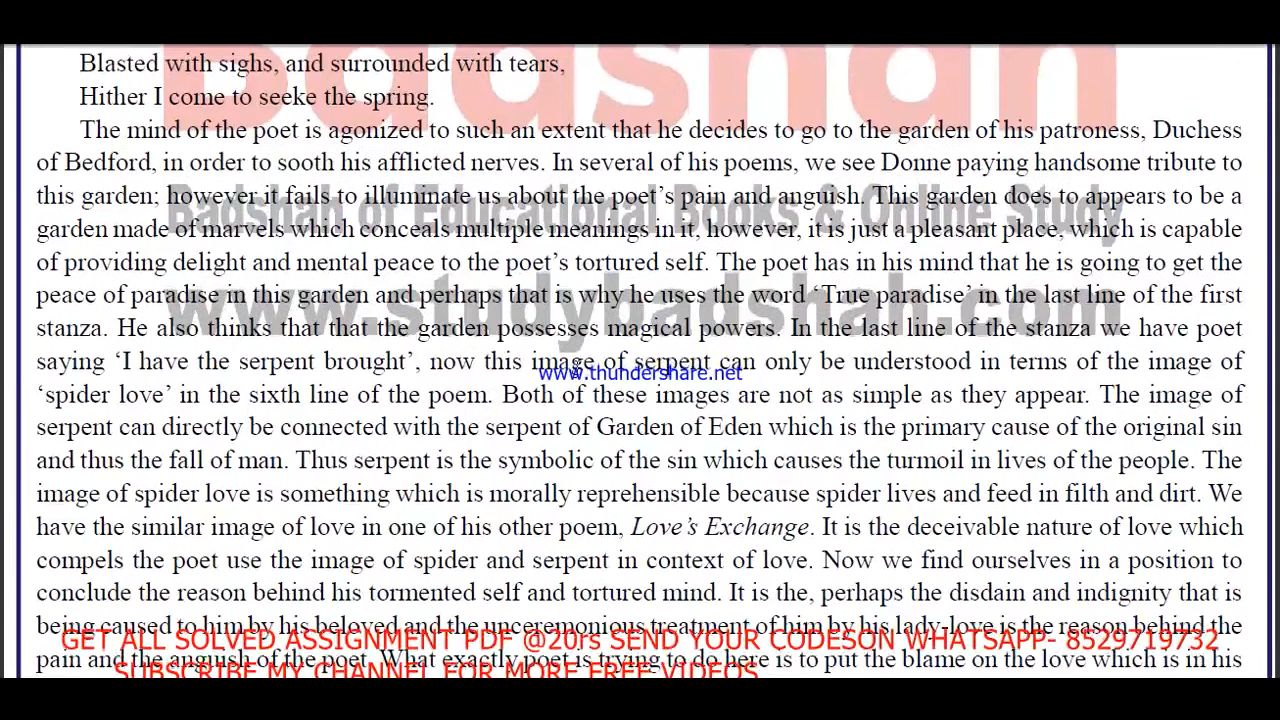 Badshah
Blasted with sighs, and surrounded with tears,
Hither I come to seeke the spring.
The mind of the poet is agonized to such an extent that he decides to go to the garden of his patroness, Duchess
of Bedford, in order to sooth his afflicted nerves. In several of his poems, we see Donne paying handsome tribute to
this garden; however it fails to illuminate us about the poet’s pain and anguish. This garden does to appears to be a
Badshah of Educational Books & Online Study
garden made of marvels which conceals multiple meanings in it, however, it is just a pleasant place, which is capable
of providing delight and mental peace to the poet’s tortured self. The poet has in his mind that he is going to get the
peace of paradise in this garden and perhaps that is why he uses the word ‘True paradise’ in the last line of the first
www.studybadshah.com
stanza. He also thinks that that the garden possesses magical powers. In the last line of the stanza we have poet
saying ‘I have the serpent brought’, now this image of serpent can only be understood in terms of the image of
www.thundershare.net
‘spider love’ in the sixth line of the poem. Both of these images are not as simple as they appear. The image of
serpent can directly be connected with the serpent of Garden of Eden which is the primary cause of the original sin
and thus the fall of man. Thus serpent is the symbolic of the sin which causes the turmoil in lives of the people. The
image of spider love is something which is morally reprehensible because spider lives and feed in filth and dirt. We
have the similar image of love in one of his other poem, Love’s Exchange. It is the deceivable nature of love which
compels the poet use the image of spider and serpent in context of love. Now we find ourselves in a position to
conclude the reason behind his tormented self and tortured mind. It is the, perhaps the disdain and indignity that is
being caused to him by his beloved and the unceremonious treatment of him by his lady-love is the reason behind the
GET ALL SOLVED ASSIGNMENT PDF @20rs SEND YOUR CODESON WHATSAPP- 8529719732
pain and the anguish of the poet. What exactly poet is trying to do here is to put the blame on the love which is in his
SUBSCRIBE MY CHANNEL FOR MORE FREE VIDEOS